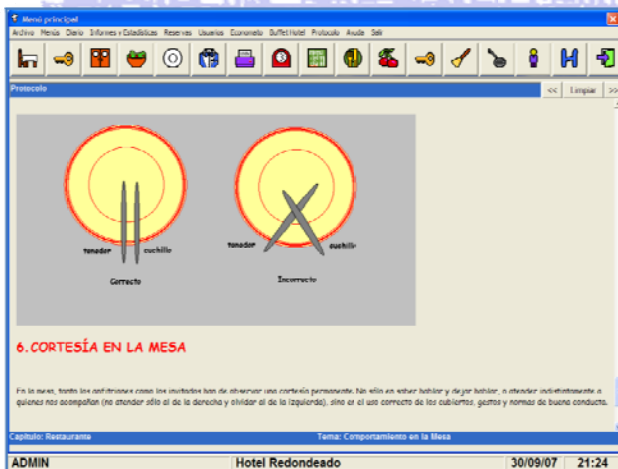 Menú principal
Archivo Menús Diario Informes y Estadísticas Reservas Usuarios Economato Buffet Hotel Protocolo Ayuda Salir
Protocolo
<< Limpiar >>
tenedor cuchillo tenedor cuchillo
Correcto Incorrecto
6.CORTESÍA EN LA MESA
En la mesa, tanto los anfitriones como los invitados han de observar una cortesía permanente. No sólo en saber hablar y dejar hablar, o atender indistintamente a
quienes nos acompañan (no atender sólo al de la derecha y olvidar al de la izquierda), sino en el uso correcto de los cubiertos, gestos y normas de buena conducta.
Capítulo: Restaurante Tema: Comportamiento en la Mesa
ADMIN Hotel Redondeado 30/09/07 21:24